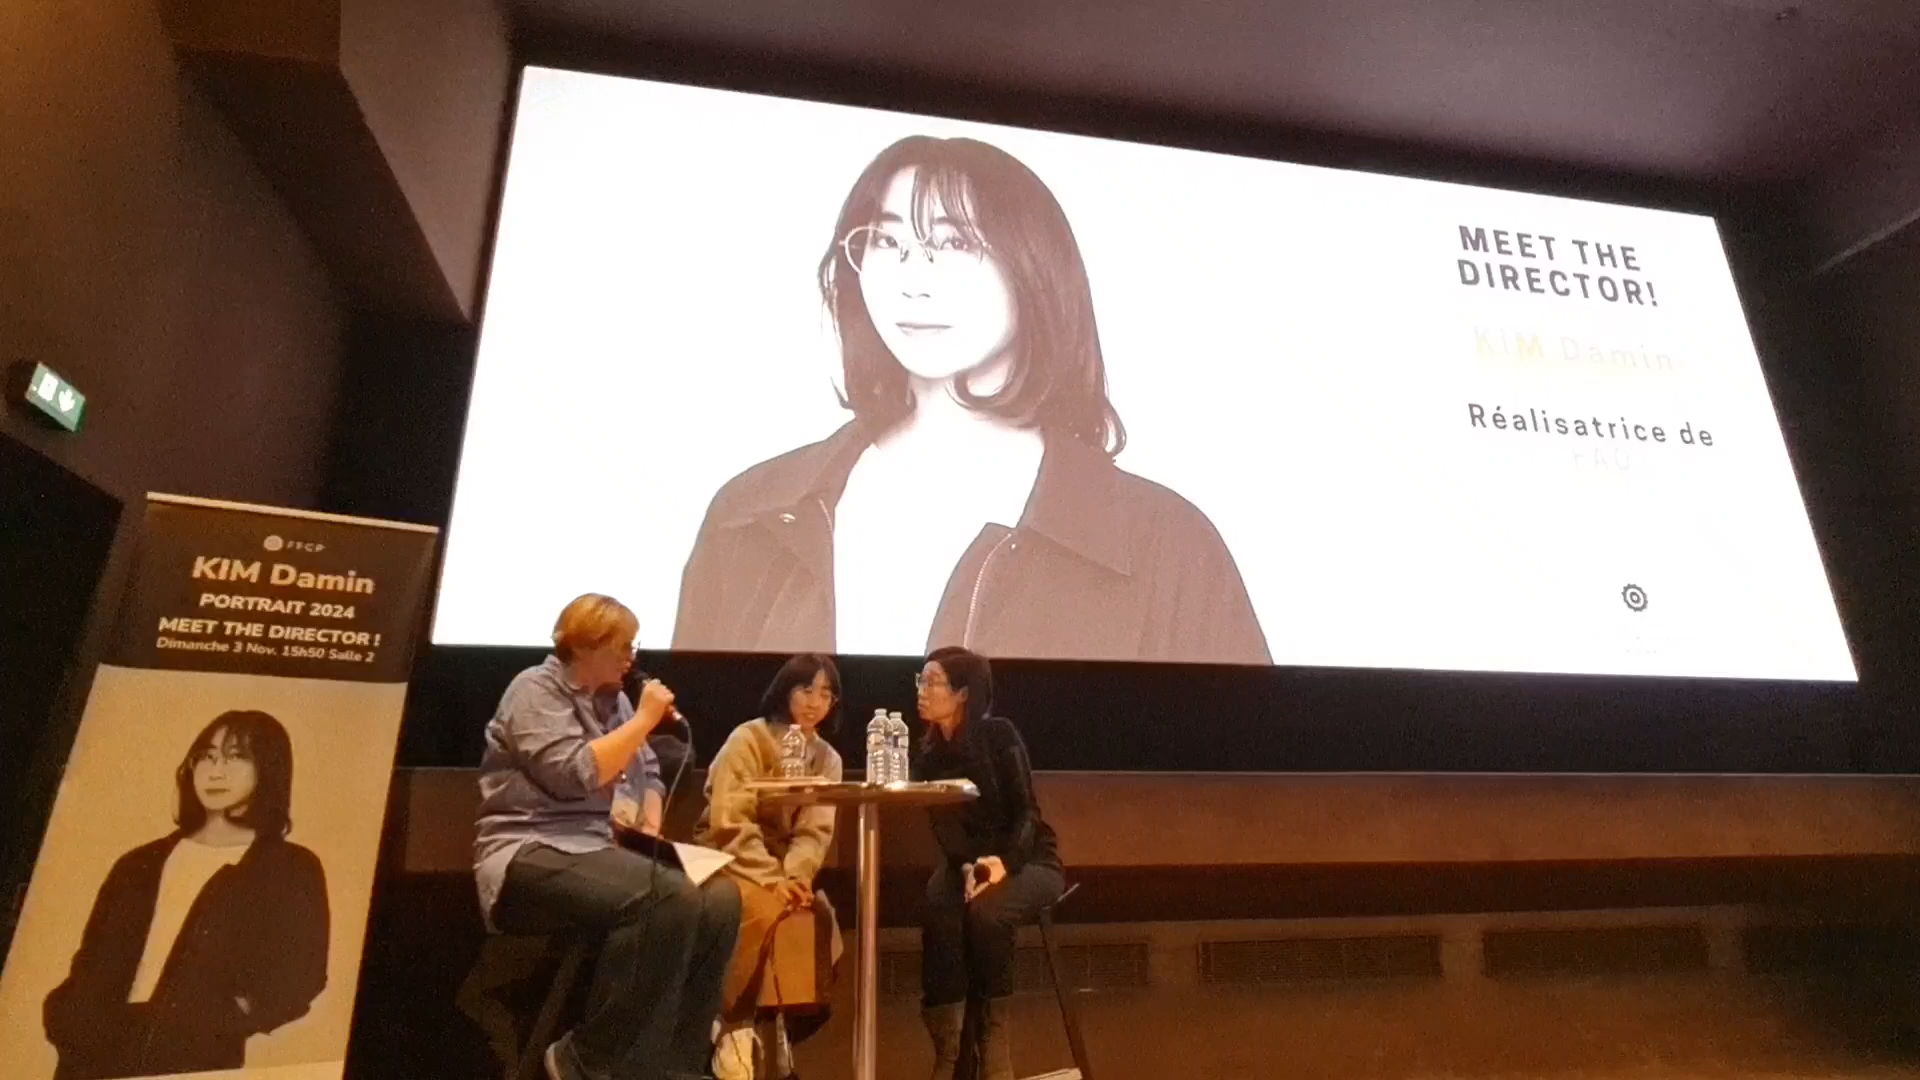 MEET THE
DIRECTOR!
KIM Damin
Réalisatrice de
FFCP
KIM Damin
PORTRAIT 2024
MEET THE DIRECTOR !
Dimanche 3 Nov. 15h50 Salle 2